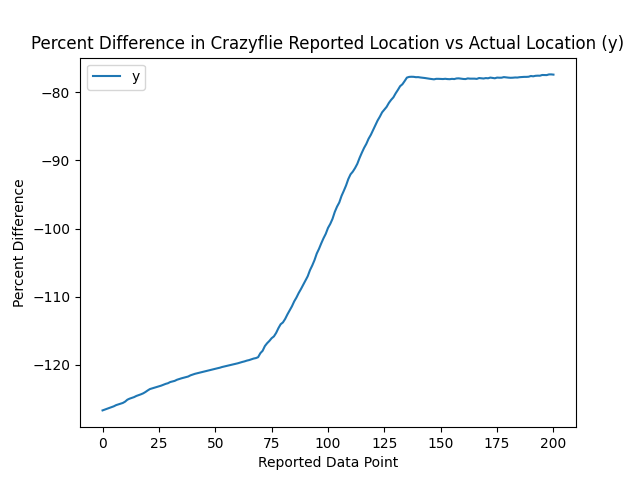 Percent Difference in Crazyflie Reported Location vs Actual Location (y)
y
Percent Difference
−80
−90
−100
−110
−120
0 25 50 75 100 125 150 175 200
Reported Data Point